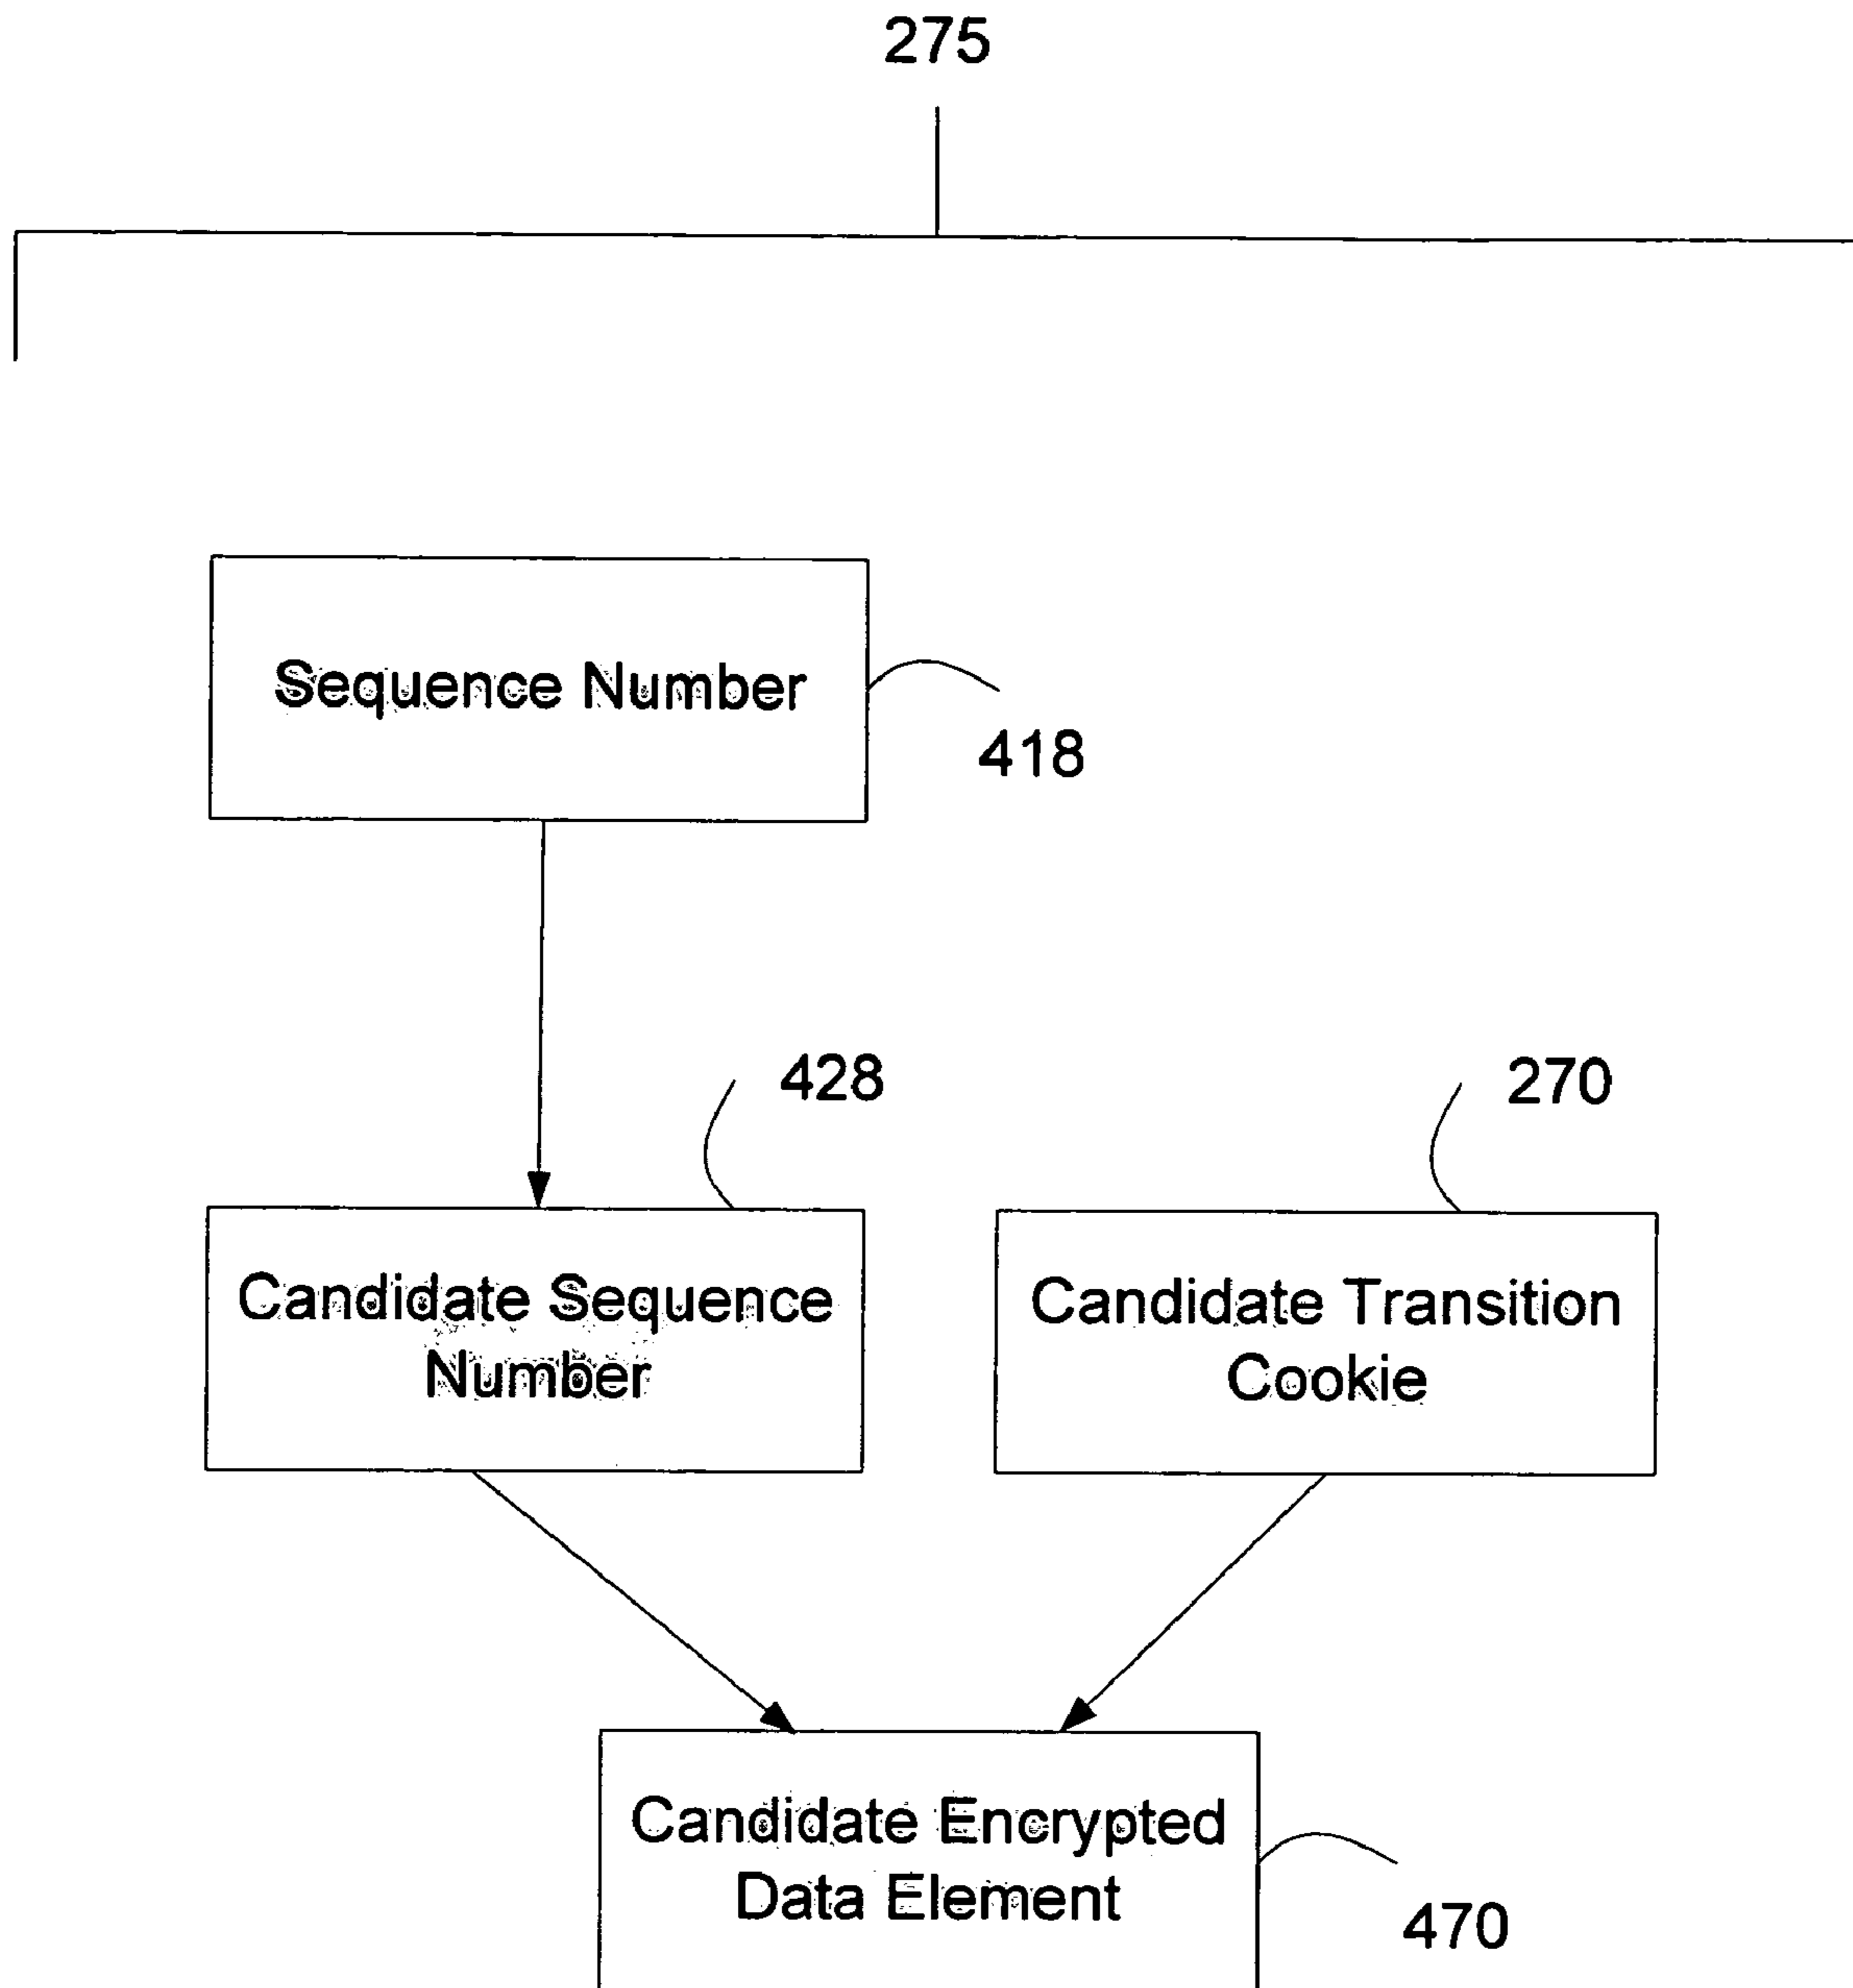 275
Sequence Number
418
428
270
Candidate Sequence
Number
Candidate Transition
Cookie
Candidate Encrypted
Data Element
470